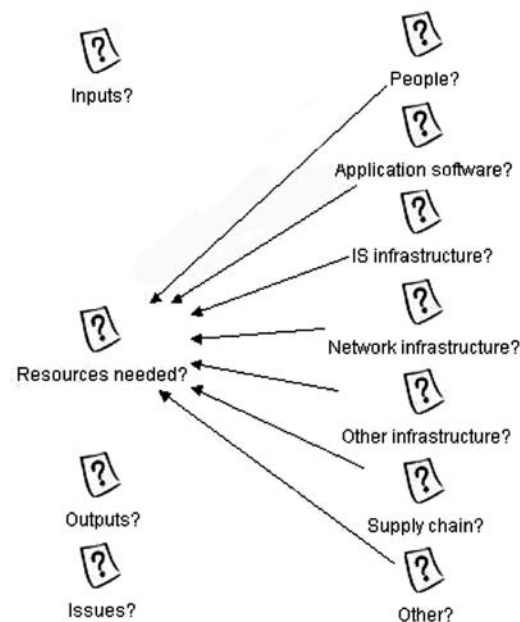 Inputs?
People?
Application software?
IS infrastructure?
Resources needed?
Network infrastructure?
Other infrastructure?
Outputs?
Supply chain?
Issues?
Other?